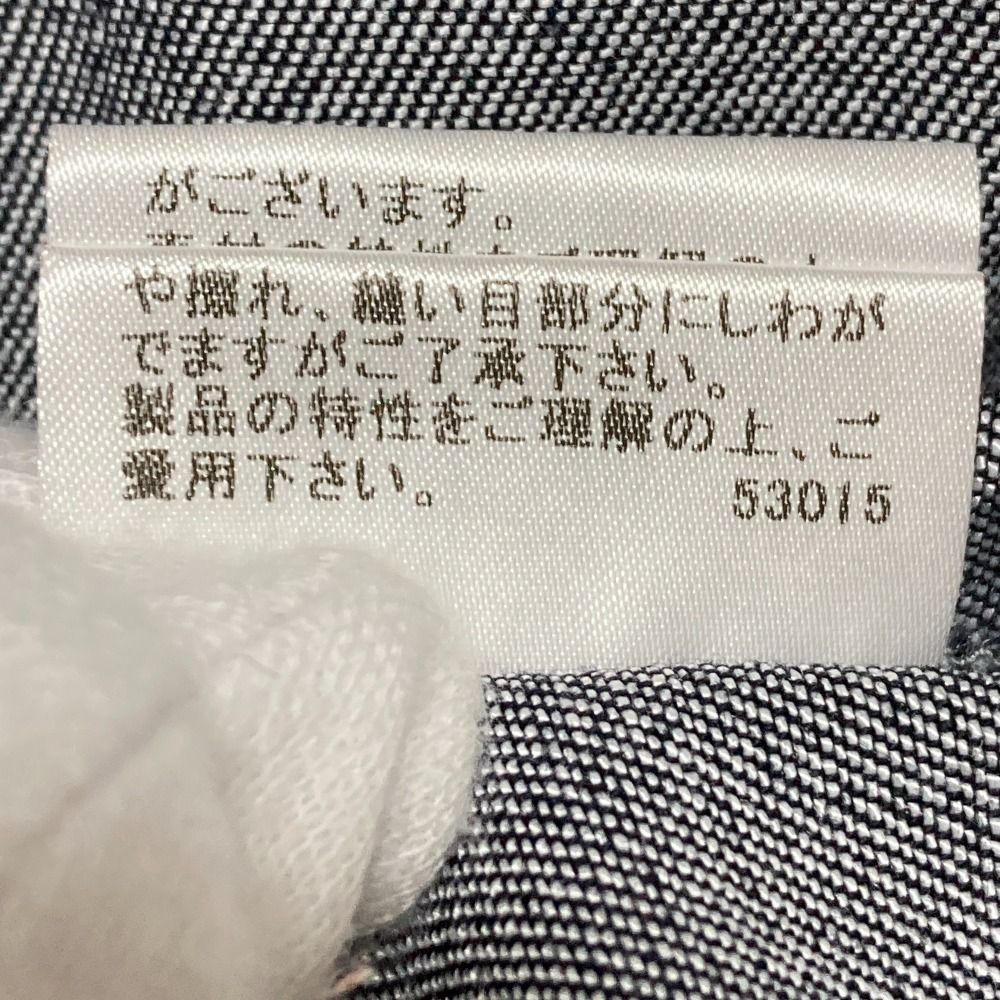 がございます。
や撚れ、縫い目部分にしわが
でますがご了承下さい。
製品の特性をご理解の上、ご
愛用下さい。
53015